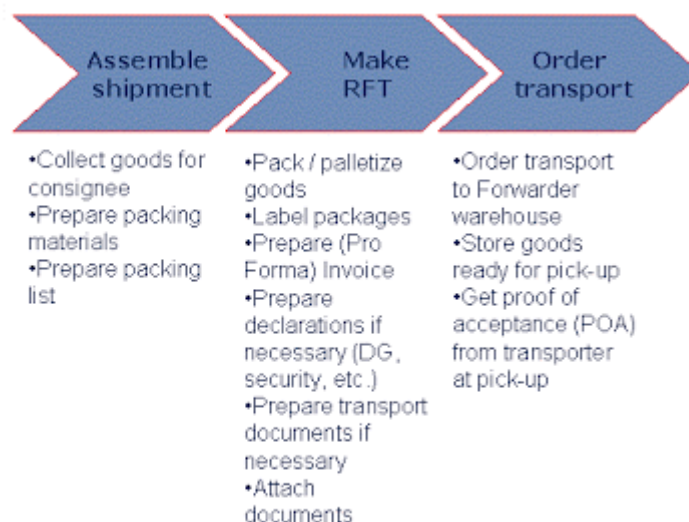 Assemble
shipment
•Collect goods for
consignee
•Prepare packing
materials
•Prepare packing
list
Make
RFT
•Pack / palletize
goods
•Label packages
•Prepare (Pro
Forma) Invoice
•Prepare
declarations if
necessary (DG,
security, etc.)
•Prepare transport
documents if
necessary
•Attach
documents
Order
transport
•Order transport
to Forwarder
warehouse
•Store goods
ready for pick-up
•Get proof of
acceptance (POA)
from transporter
at pick-up